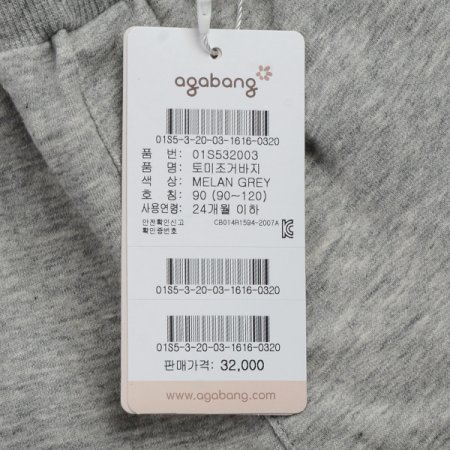 agabang
01S5-3-20-03-1616-0320
품 번: 01S532003
품 명: 토미조거바지
색 상: MELAN GREY
호 칭: 90 (90~120)
사용연령: 24개월 이하
안전확인신고
확인증번호 CB014R1594-2007A
01S5-3-20-03-1616-0320
01S5-3-20-03-1616-0320
판매가격: 32,000
www.agabang.com